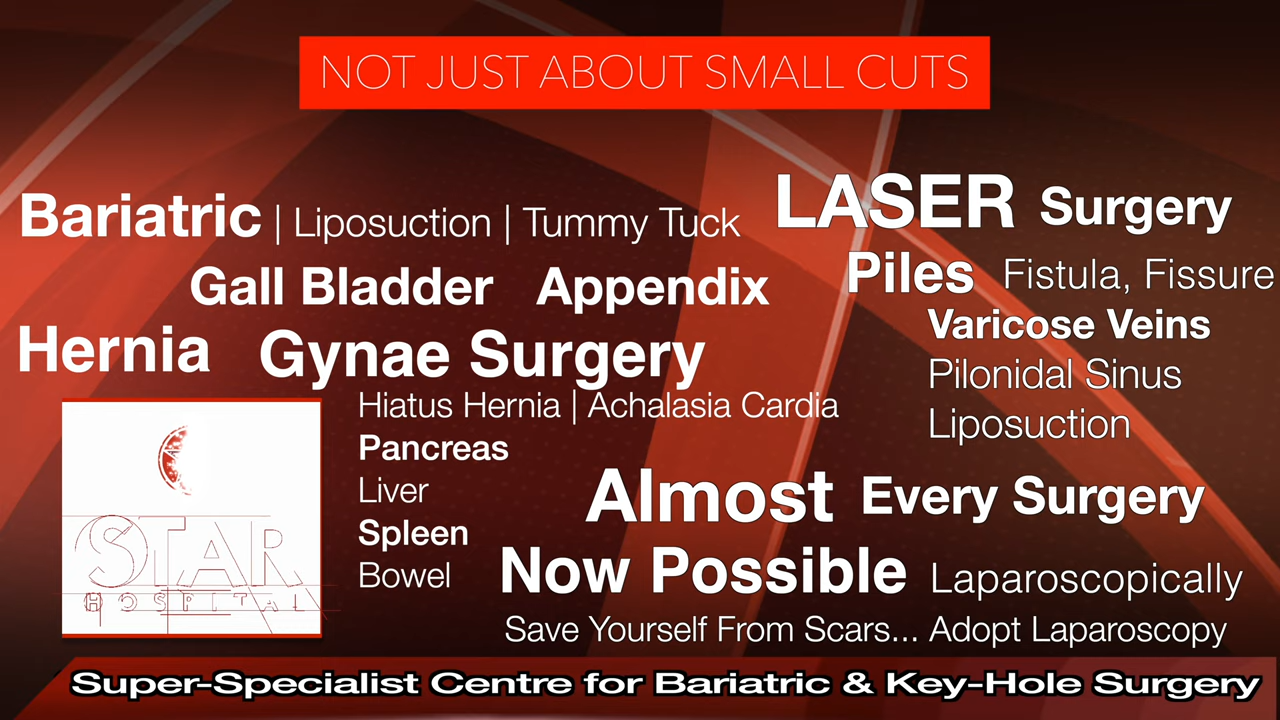 NOT JUST ABOUT SMALL CUTS
Bariatric | Liposuction | Tummy Tuck
Gall Bladder Appendix
Hernia Gynae Surgery
Hiatus Hernia | Achalasia Cardia
Pancreas
Liver
Spleen
Bowel
LASER Surgery
Piles Fistula, Fissure
Varicose Veins
Pilonidal Sinus
Liposuction
Almost Every Surgery
Now Possible Laparoscopically
Save Yourself From Scars... Adopt Laparoscopy
STAR
HOSPITAL
Super-Specialist Centre for Bariatric & Key-Hole Surgery